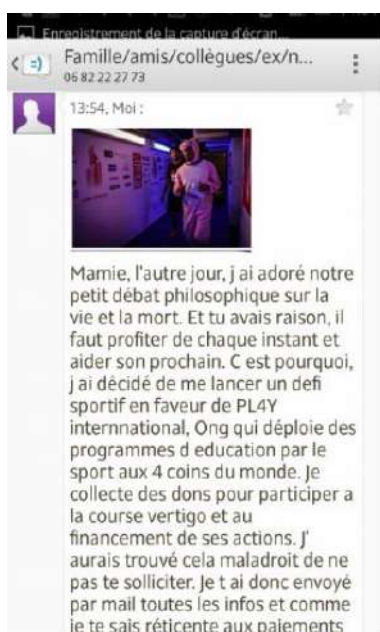 Enregistrement de la capture d'écran...
Famille/amis/collègues/ex/n...
06 82 22 27 73
13:54, Moi :
Mamie, l'autre jour, j ai adoré notre
petit débat philosophique sur la
vie et la mort. Et tu avais raison, il
faut profiter de chaque instant et
aider son prochain. C est pourquoi,
j ai décidé de me lancer un defi
sportif en faveur de PL4Y
internnational, Ong qui déploie des
programmes d education par le
sport aux 4 coins du monde. Je
collecte des dons pour participer a
la course vertigo et au
financement de ses actions. J'
aurais trouvé cela maladroit de ne
pas te solliciter. Je t ai donc envoyé
par mail toutes les infos et comme
je te sais réticente aux paiements